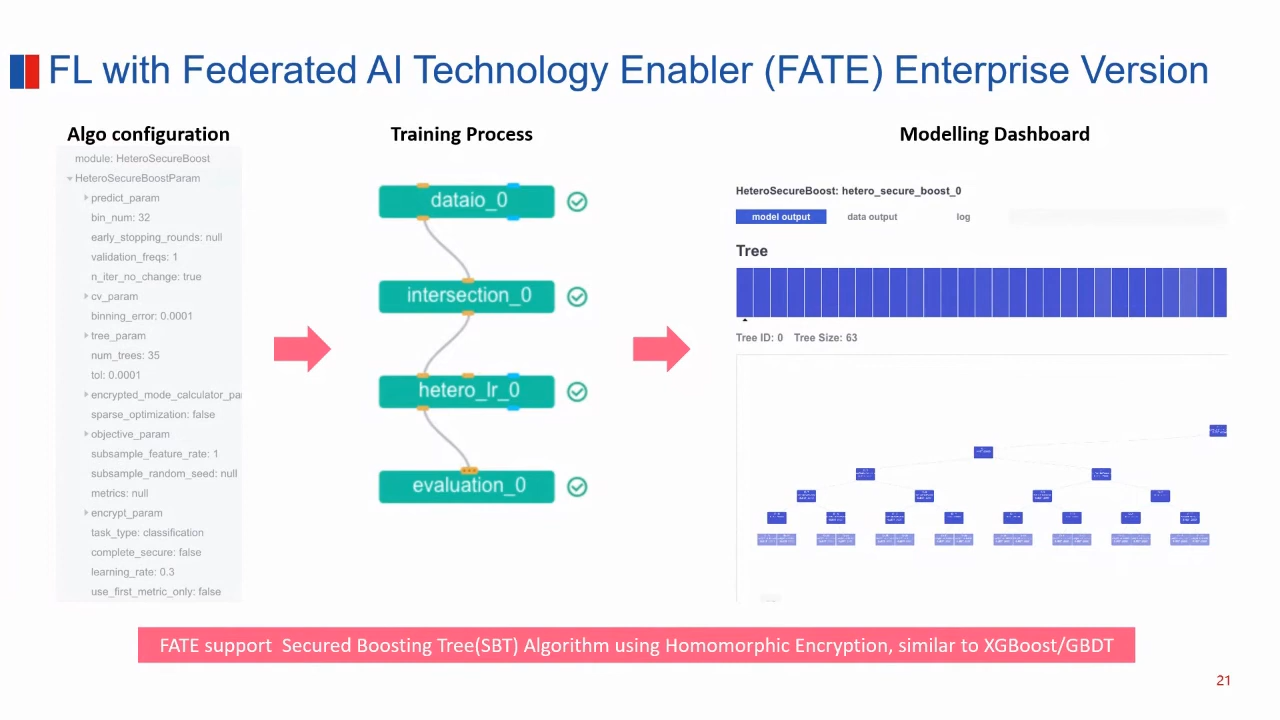 FL with Federated AI Technology Enabler (FATE) Enterprise Version
Algo configuration
module: HeteroSecureBoost
HeteroSecureBoostParam
predict_param
bin_num: 32
early_stopping_rounds: null
validation_freqs: 1
n_iter_no_change: true
cv_param
binning_error: 0.0001
tree_param
num_trees: 35
tol: 0.0001
encrypted_mode_calculator_pa
sparse_optimization: false
objective_param
subsample_feature_rate: 1
subsample_random_seed: null
metrics: null
encrypt_param
task_type: classification
complete_secure: false
learning_rate: 0.3
use_first_metric_only: false
Training Process
dataio_0
intersection_0
hetero_lr_0
evaluation_0
Modelling Dashboard
HeteroSecureBoost: hetero_secure_boost_0
model output data output log
Tree
Tree ID: 0 Tree Size: 63
FATE support Secured Boosting Tree(SBT) Algorithm using Homomorphic Encryption, similar to XGBoost/GBDT
21